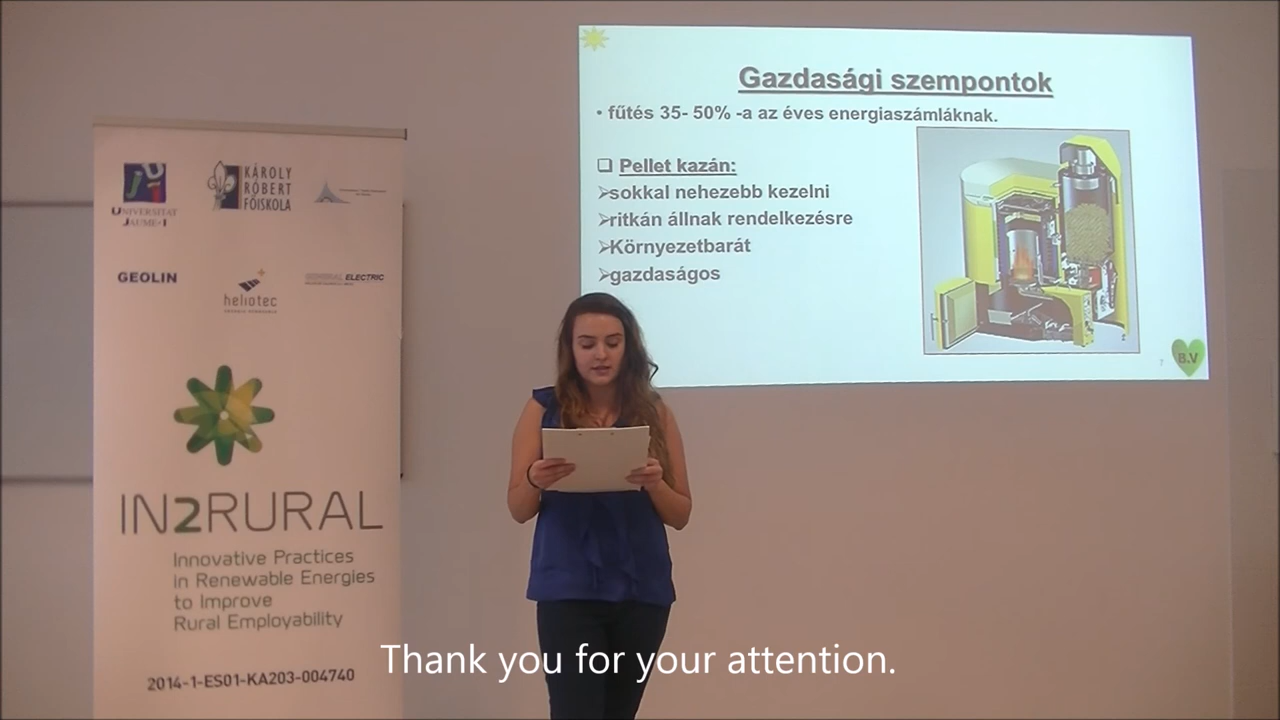 Gazdasági szempontok
• fűtés 35- 50% -a az éves energiaszámláknak.
❑ Pellet kazán:
➢sokkal nehezebb kezelni
➢ritkán állnak rendelkezésre
➢Környezetbarát
➢gazdaságos
7
B.V
UNIVERSITAT
JAUME•I
KÁROLY
RÓBERT
FŐISKOLA
GEOLIN
heliotec
GENERAL ELECTRIC
IN2RURAL
Innovative Practices
in Renewable Energies
to Improve
Rural Employability
2014-1-ES01-KA203-004740
Thank you for your attention.